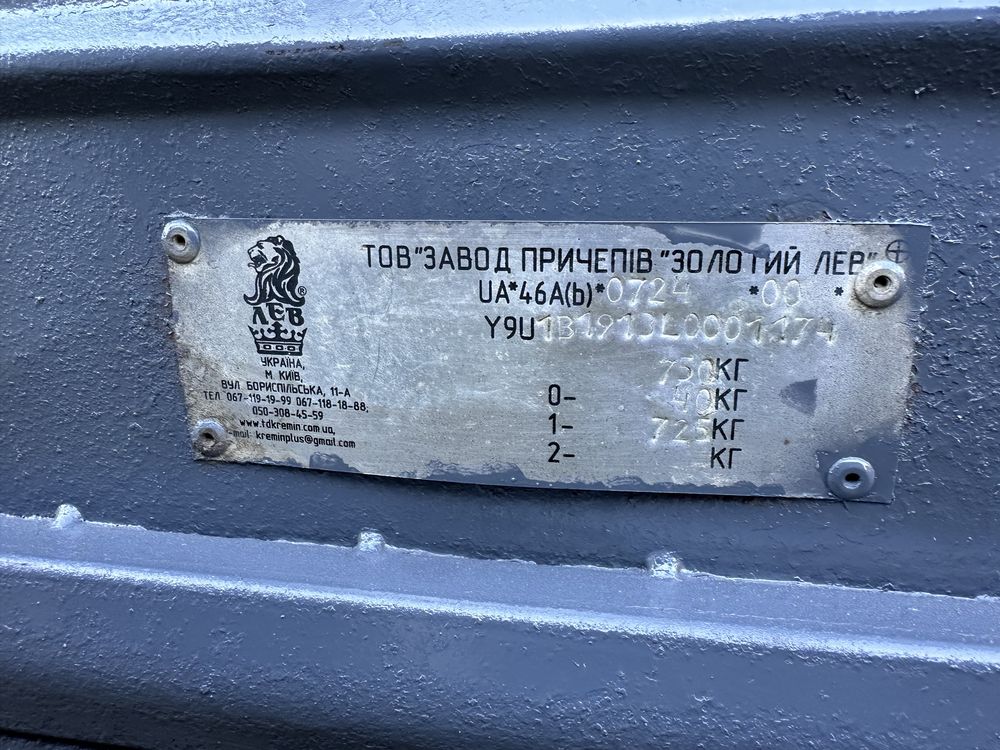 ТОВ "ЗАВОД ПРИЧЕПІВ "ЗОЛОТИЙ ЛЕВ"
UA*46A(b)*0724 *00 *
Y9U1B1913L0001174
750КГ
0- 40КГ
1- 725КГ
2- КГ
®
ЛЕВ
УКРАЇНА,
М. КИЇВ,
ВУЛ. БОРИСПІЛЬСЬКА, 11-А
ТЕЛ 067-119-19-99 067-118-18-88;
050-308-45-59
www.tdkremin.com.ua,
e-mail: kreminplus@gmail.com